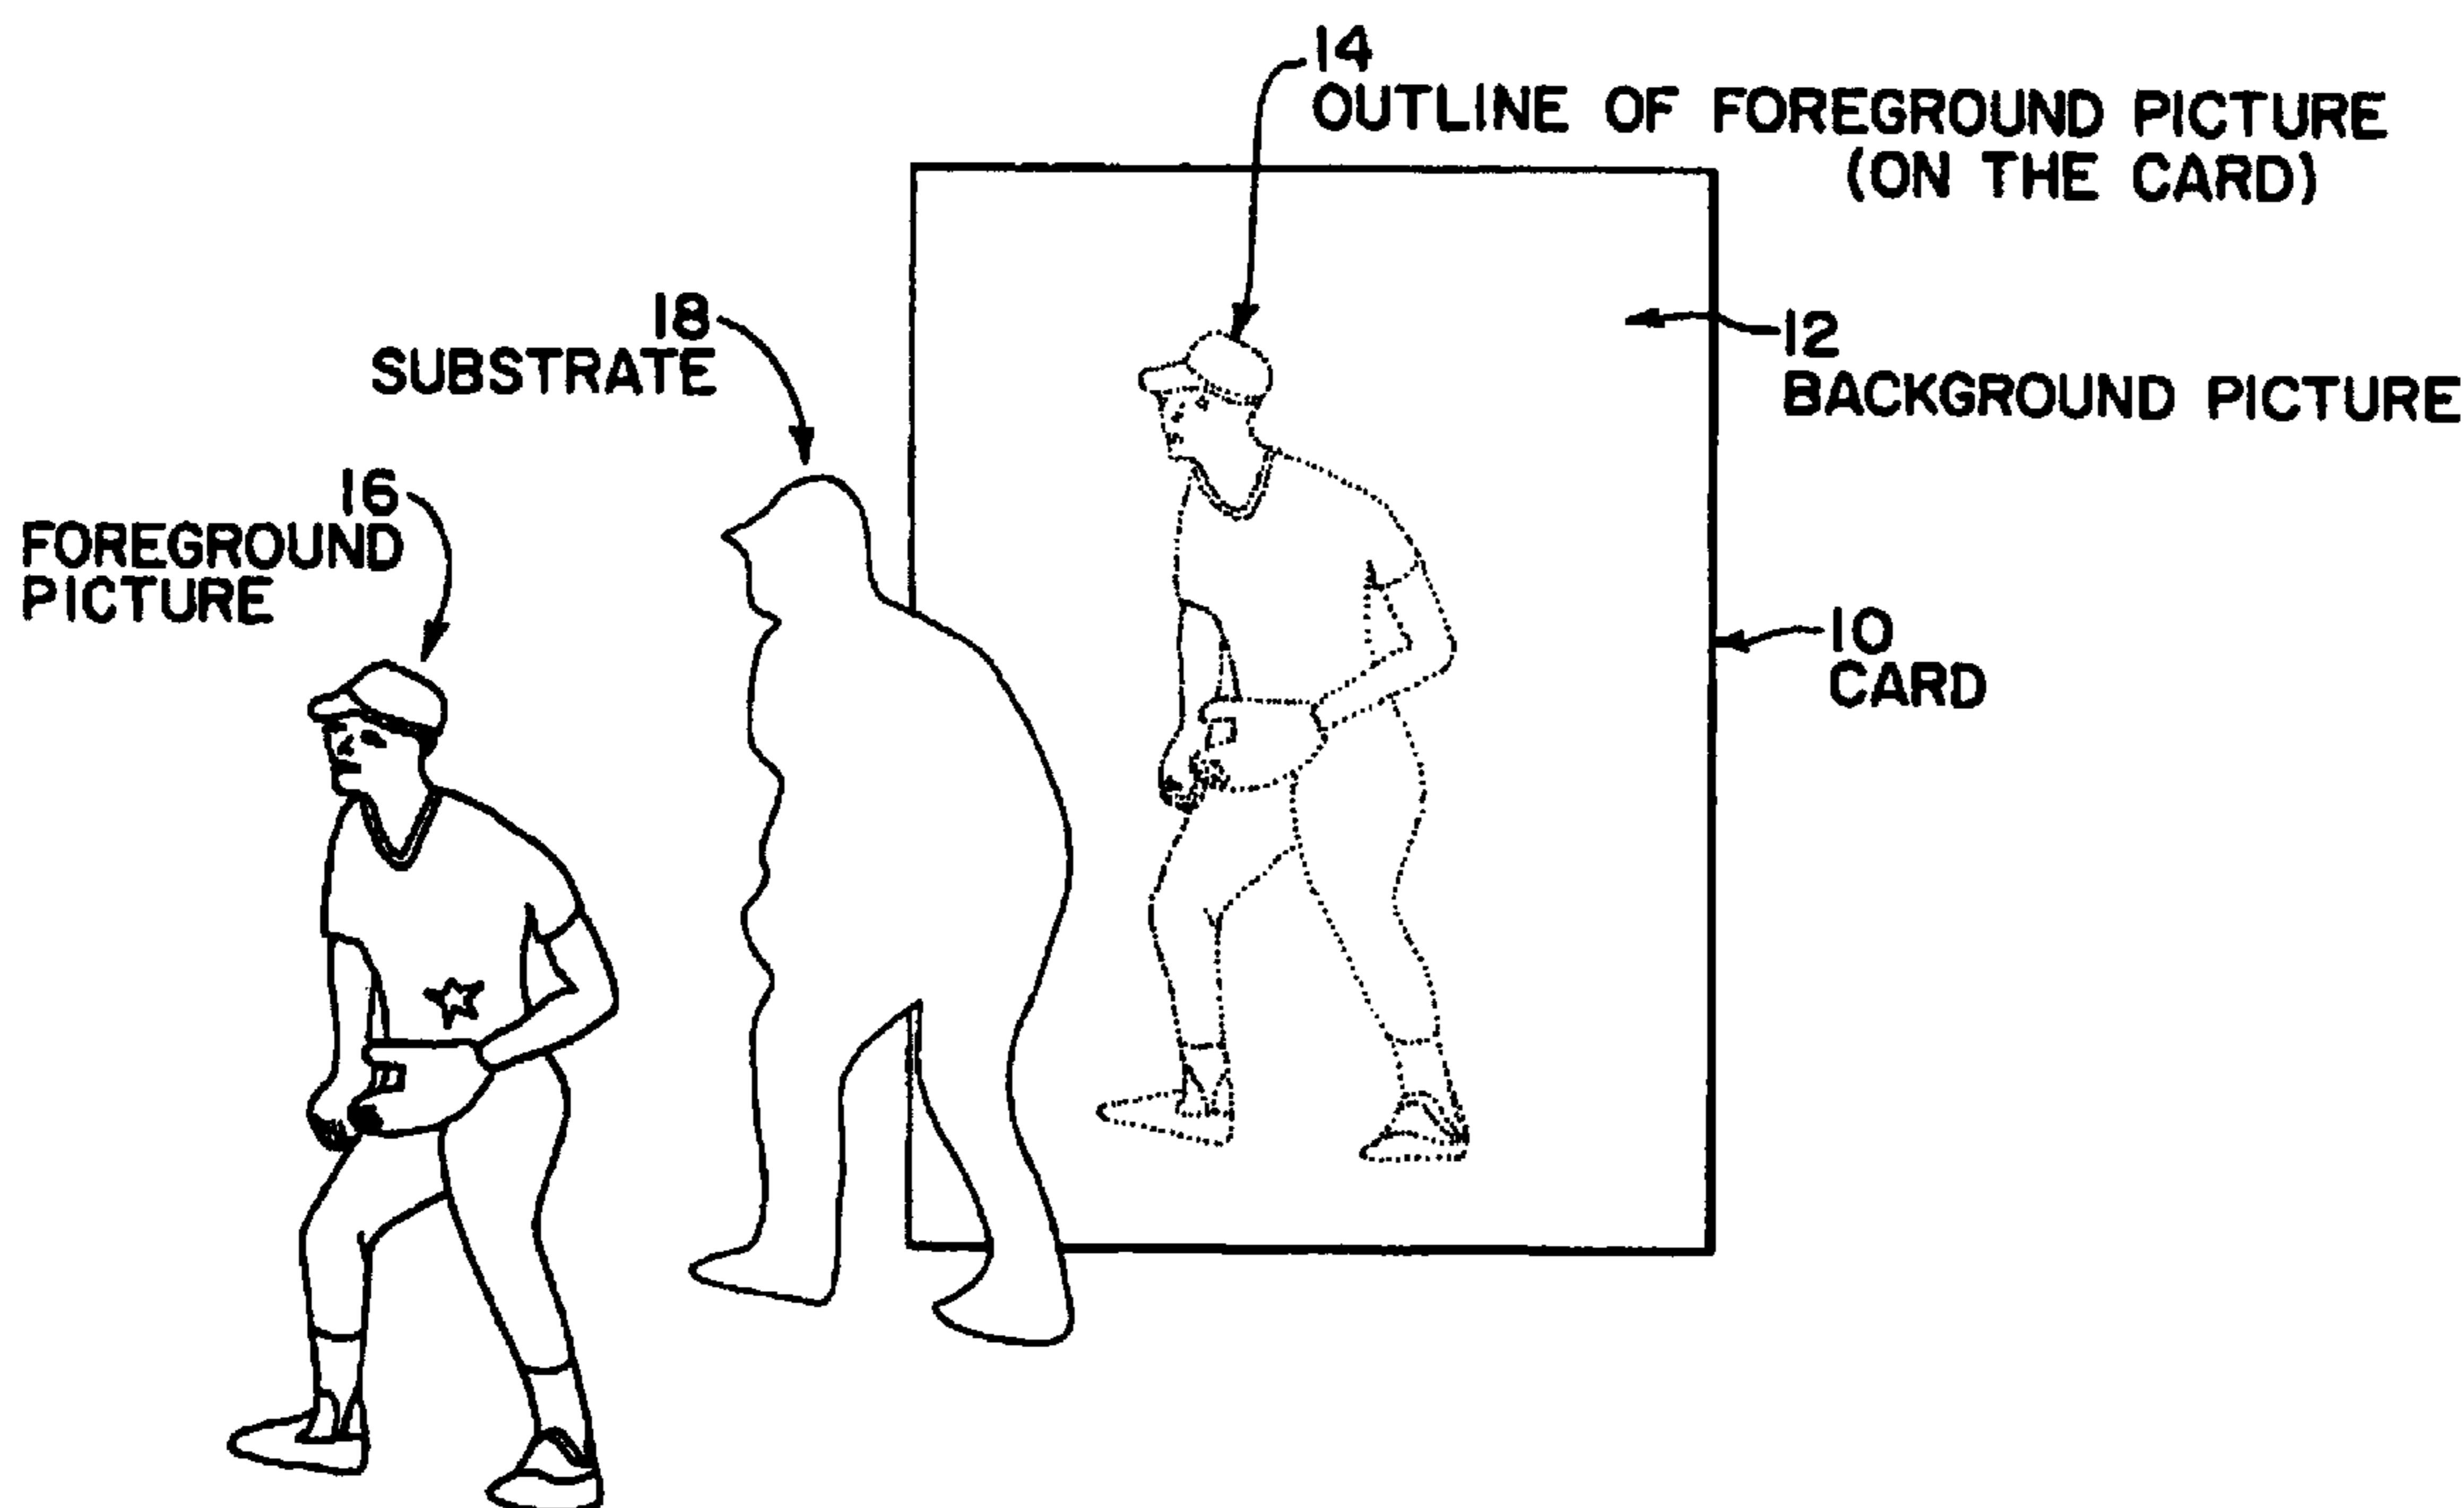 14
OUTLINE OF FOREGROUND PICTURE
(ON THE CARD)
18
SUBSTRATE
12
BACKGROUND PICTURE
16
FOREGROUND
PICTURE
10
CARD